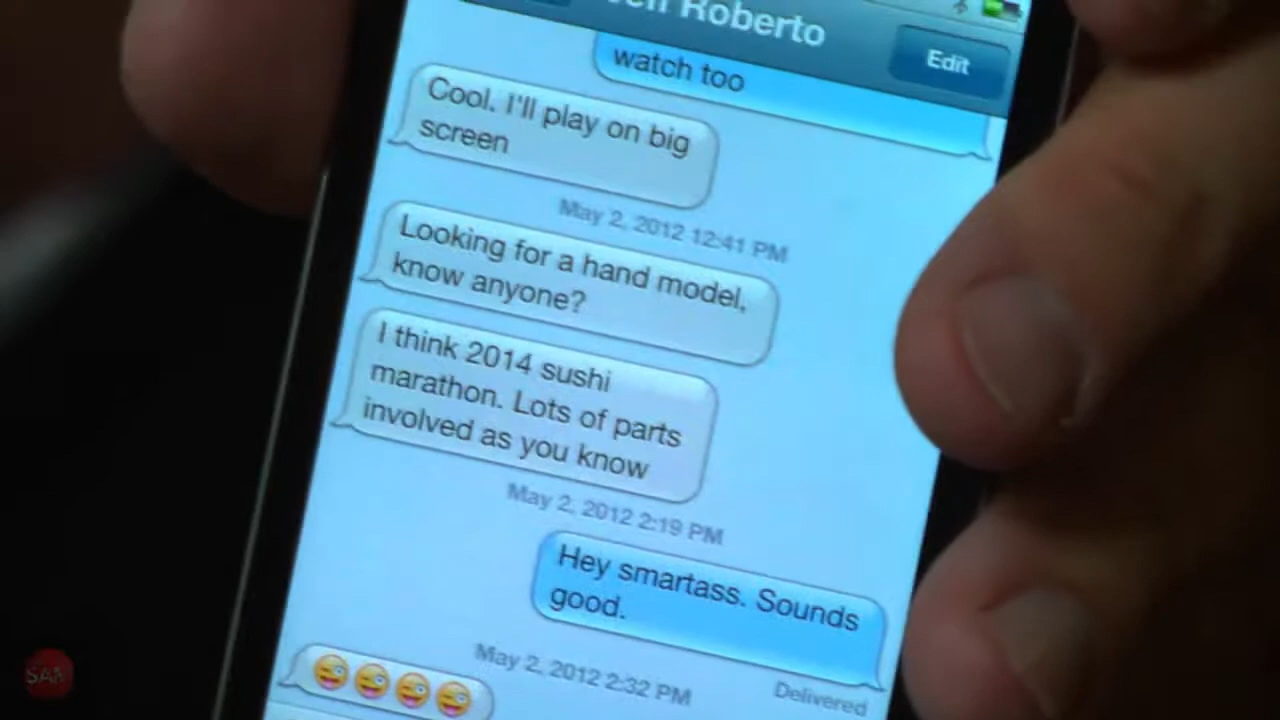 Roberto
Edit
watch too
Cool. I'll play on big
screen
May 2, 2012 12:41 PM
Looking for a hand model,
know anyone?
I think 2014 sushi
marathon. Lots of parts
involved as you know
May 2, 2012 2:19 PM
Hey smartass. Sounds
good.
May 2, 2012 2:32 PM
Delivered
SAM